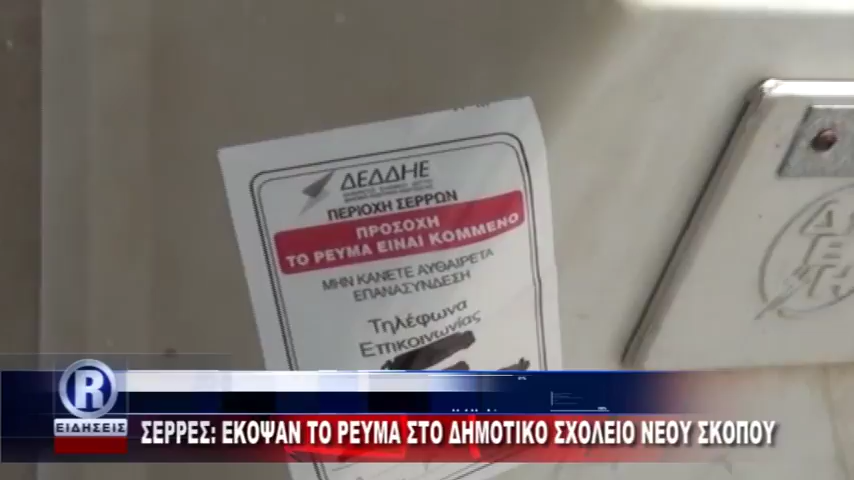 ΔΕΔΔΗΕ
ΠΕΡΙΟΧΗ ΣΕΡΡΩΝ
ΠΡΟΣΟΧΗ
ΤΟ ΡΕΥΜΑ ΕΙΝΑΙ ΚΟΜΜΕΝΟ
ΜΗΝ ΚΑΝΕΤΕ ΑΥΘΑΙΡΕΤΑ
ΕΠΑΝΑΣΥΝΔΕΣΗ
Τηλέφωνα
Επικοινωνίας
ΔΕΗ
R
ΕΙΔΗΣΕΙΣ
ΣΕΡΡΕΣ: ΕΚΟΨΑΝ ΤΟ ΡΕΥΜΑ ΣΤΟ ΔΗΜΟΤΙΚΟ ΣΧΟΛΕΙΟ ΝΕΟΥ ΣΚΟΠΟΥ